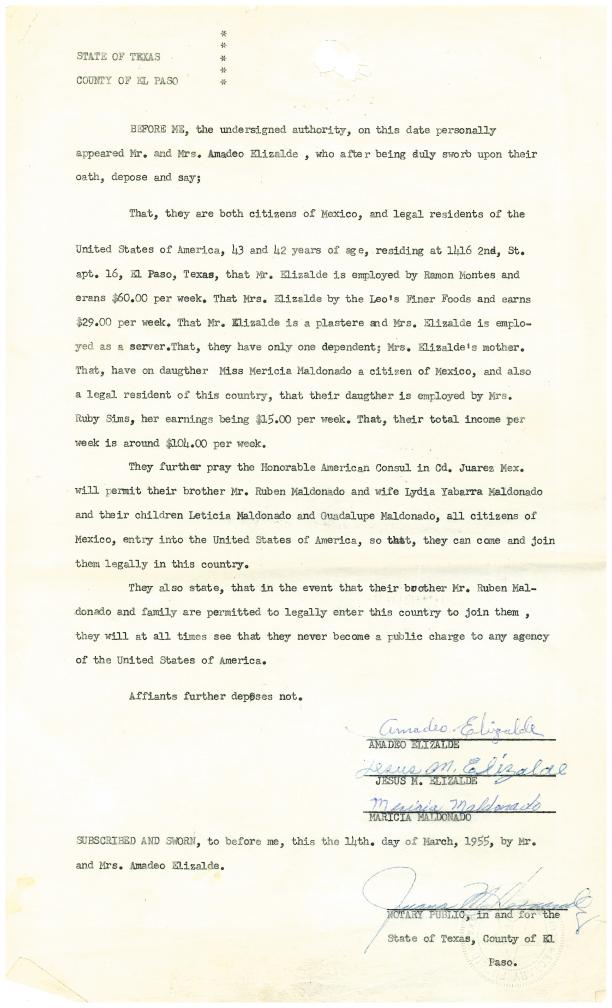 STATE OF TEXAS
COUNTY OF EL PASO
*
*
*
*
*
BEFORE ME, the undersigned authority, on this date personally
appeared Mr. and Mrs. Amadeo Elizalde , who after being duly sworb upon their
oath, depose and say;
That, they are both citizens of Mexico, and legal residents of the
United States of America, 43 and 42 years of age, residing at 1416 2nd, St.
apt. 16, El Paso, Texas, that Mr. Elizalde is employed by Ramon Montes and
erans $60.00 per week. That Mrs. Elizalde by the Leo's Finer Foods and earns
$29.00 per week. That Mr. Elizalde is a plastere and Mrs. Elizalde is emplo-
yed as a server.That, they have only one dependent; Mrs. Elizalde's mother.
That, have on daugther Miss Mericia Maldonado a citizen of Mexico, and also
a legal resident of this country, that their daugther is employed by Mrs.
Ruby Sims, her earnings being $15.00 per week. That, their total income per
week is around $104.00 per week.
They further pray the Honorable American Consul in Cd. Juarez Mex.
will permit their brother Mr. Ruben Maldonado and wife Lydia Yabarra Maldonado
and their children Leticia Maldonado and Guadalupe Maldonado, all citizens of
Mexico, entry into the United States of America, so that, they can come and join
them legally in this country.
They also state, that in the event that their brother Mr. Ruben Mal-
donado and family are permitted to legally enter this country to join them ,
they will at all times see that they never become a public charge to any agency
of the United States of America.
Affiants further deposes not.
Amadeo Elizalde
AMADEO ELIZALDE
Jesus M. Elizalde
JESUS M. ELIZALDE
Mericia Maldonado
MARICIA MALDONADO
SUBSCRIBED AND SWORN, to before me, this the 14th. day of March, 1955, by Mr.
and Mrs. Amadeo Elizalde.
Juana M.
NOTARY PUBLIC, in and for the
State of Texas, County of El
Paso.